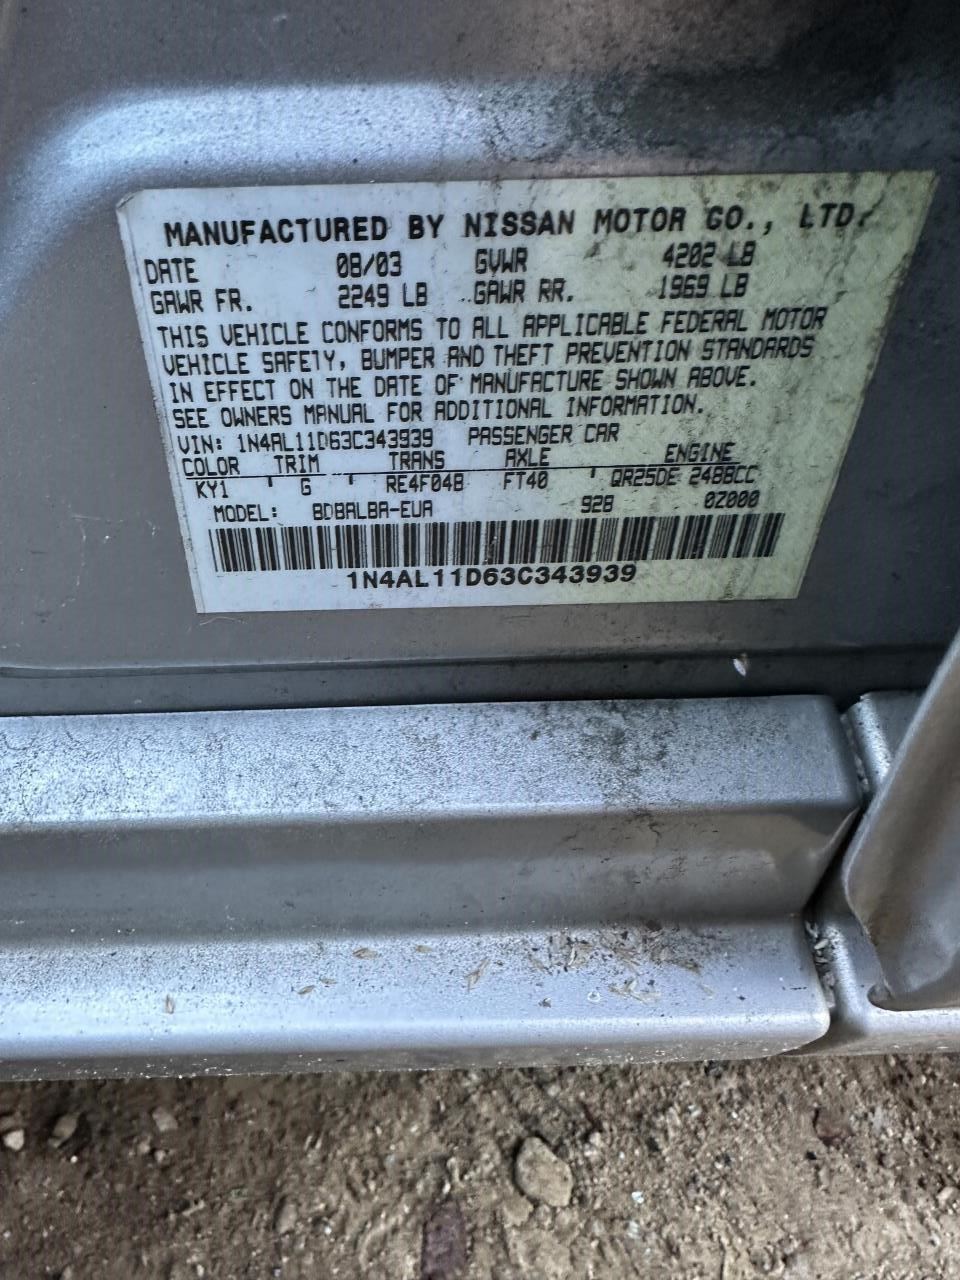 MANUFACTURED BY NISSAN MOTOR CO., LTD.
DATE 08/03 GVWR 4202 LB
GAWR FR. 2249 LB GAWR RR. 1969 LB
THIS VEHICLE CONFORMS TO ALL APPLICABLE FEDERAL MOTOR
VEHICLE SAFETY, BUMPER AND THEFT PREVENTION STANDARDS
IN EFFECT ON THE DATE OF MANUFACTURE SHOWN ABOVE.
SEE OWNERS MANUAL FOR ADDITIONAL INFORMATION.
VIN: 1N4AL11D63C343939 PASSENGER CAR
COLOR TRIM TRANS AXLE ENGINE
KY1 G RE4F04B FT40 QR25DE 2488CC
MODEL: BDBALBA-EUA 928 0Z000
1N4AL11D63C343939